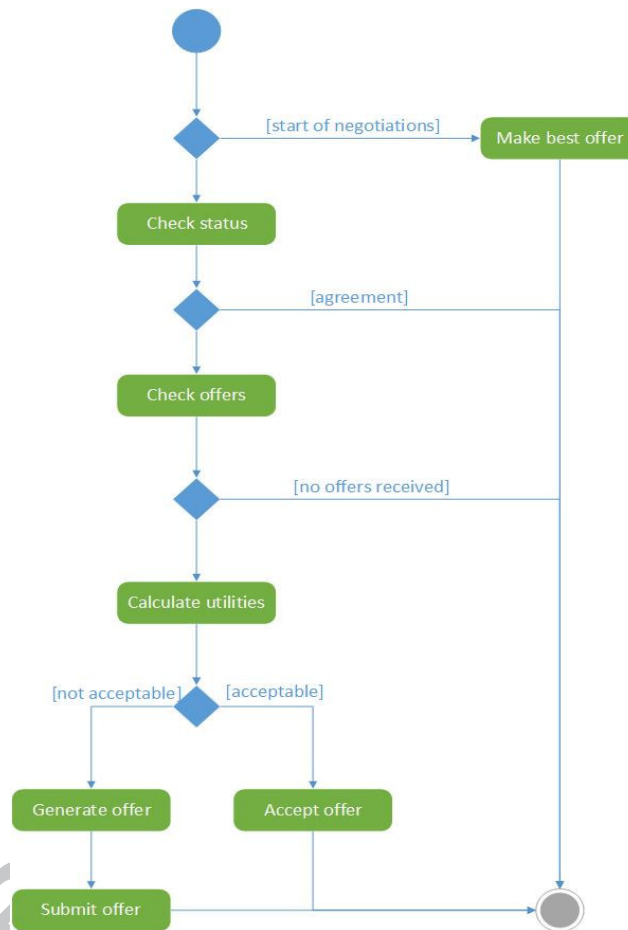 [start of negotiations]
Make best offer
Check status
[agreement]
Check offers
[no offers received]
Calculate utilities
[not acceptable]
[acceptable]
Generate offer
Accept offer
Submit offer